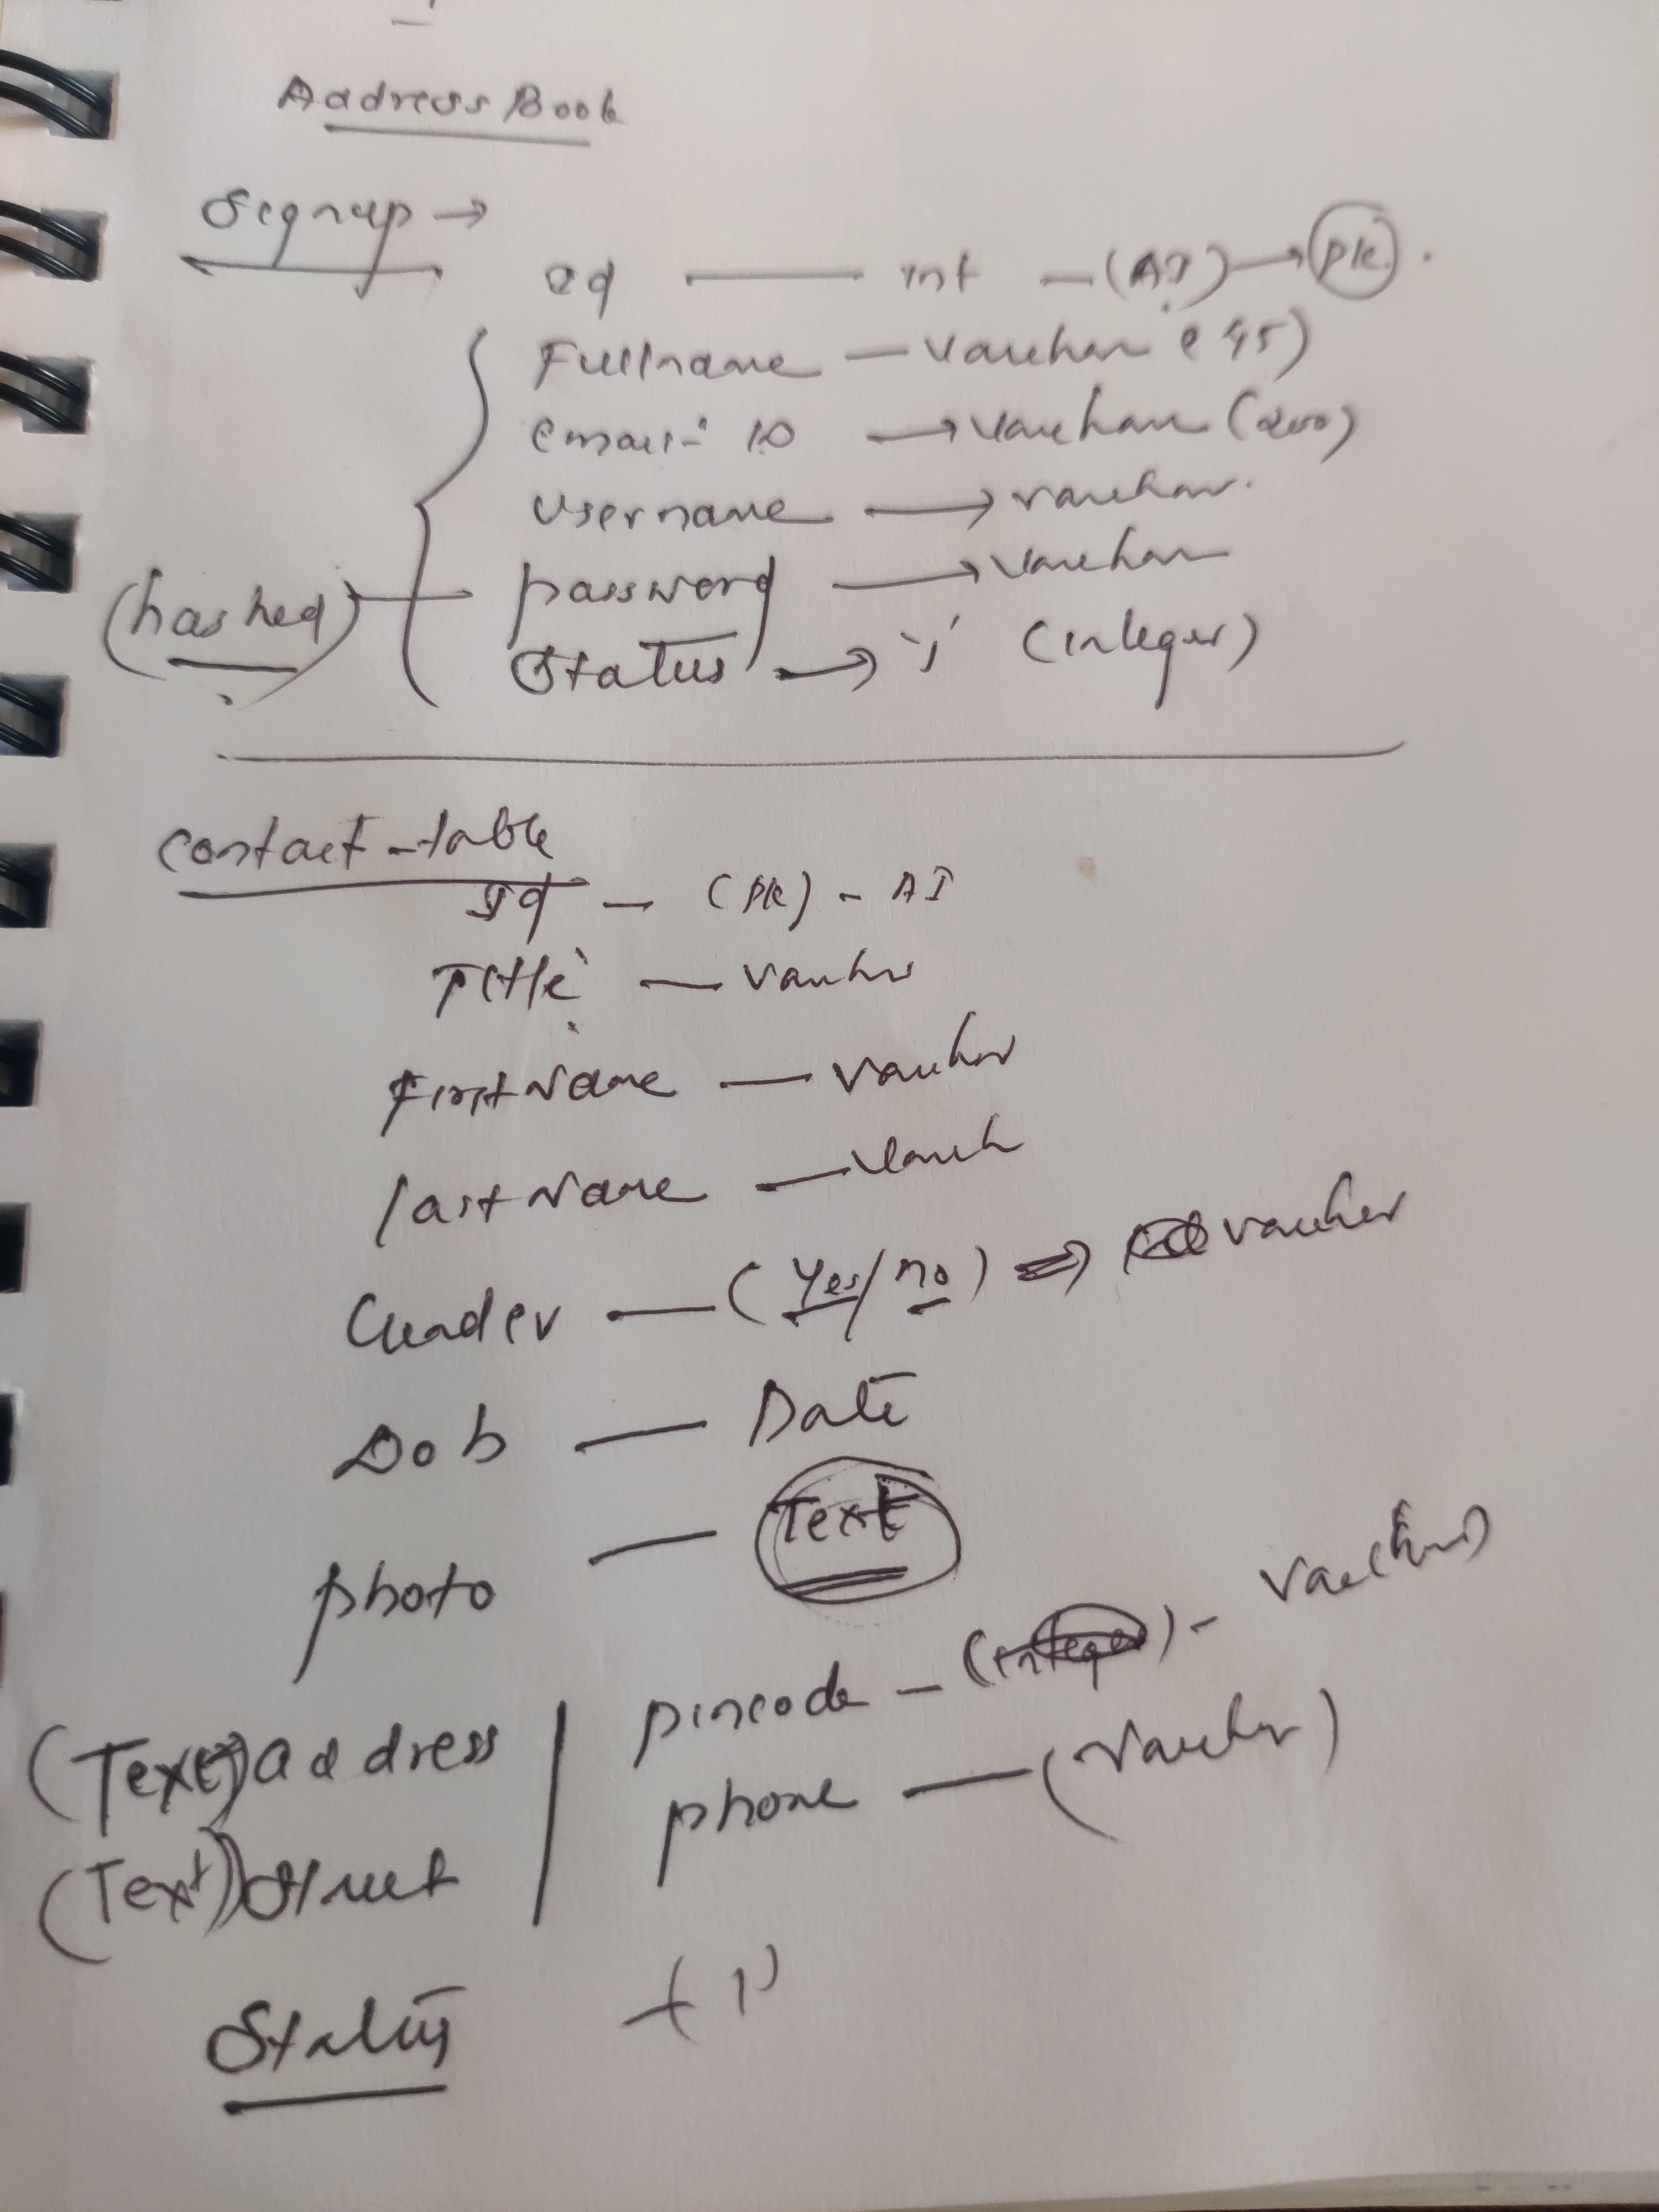 Address Book
Signup →
id — int — (AI) → PK.
Fullname — varchar (45)
email-ID → varchar (200)
username → varchar.
(hashed) password → varchar
Status → '1' (integer)
contact-table
Id — (PK) - AI
Title — varchar
FirstName — varchar
lastName — varch
Gender — (Yes/no) ⇒ varchar
Dob — Date
photo — Text
pincode — (integer) - varchar
(Text) address
phone — (varchar)
(Text) street
Status — (1)